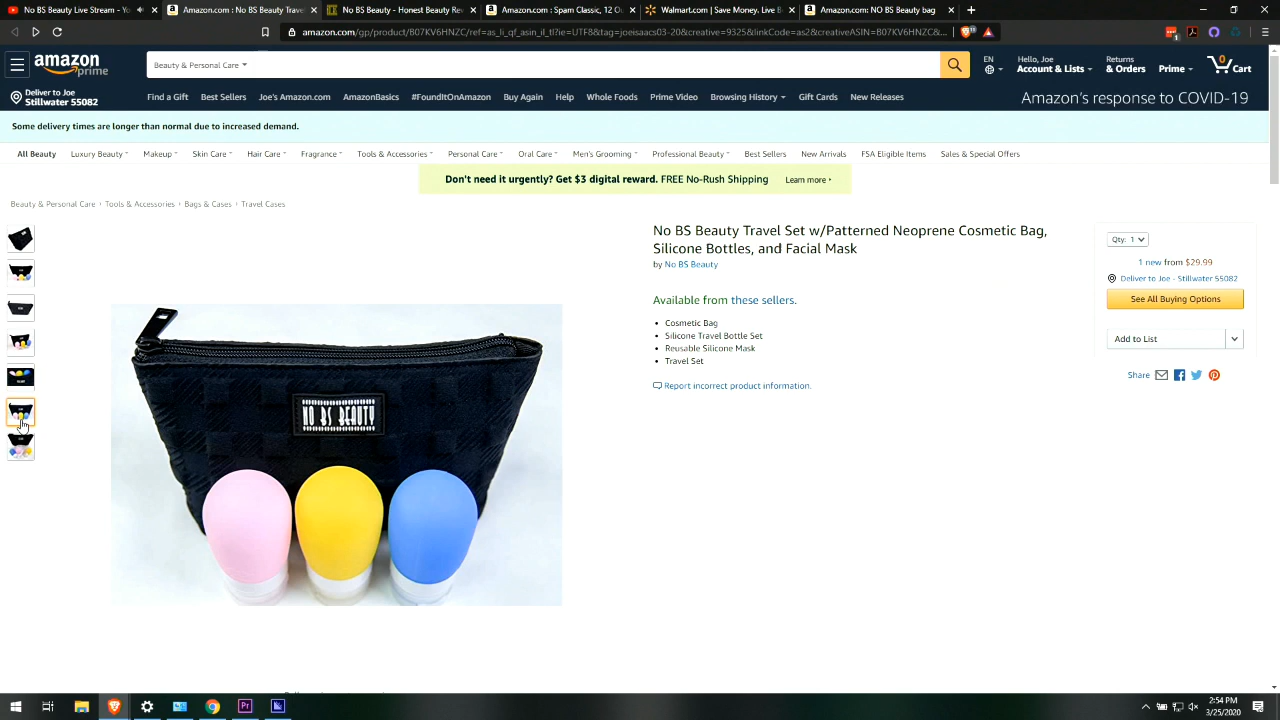 No BS Beauty Live Stream - Yo
Amazon.com : No BS Beauty Travel
No BS Beauty - Honest Beauty Rev
Amazon.com : Spam Classic, 12 Ou
Walmart.com | Save Money. Live B
Amazon.com: No BS Beauty bag
amazon.com/gp/product/B07KV6HNZC/ref=as_li_qf_asin_il_tl?ie=UTF8&tag=joeisaacs03-20&creative=9325&linkCode=as2&creativeASIN=B07KV6HNZC&...
amazon prime
Beauty & Personal Care
EN
Hello, Joe
Account & Lists
Returns
& Orders
Prime
0
Cart
Deliver to Joe
Stillwater 55082
Find a Gift Best Sellers Joe's Amazon.com AmazonBasics #FoundItOnAmazon Buy Again Help Whole Foods Prime Video Browsing History Gift Cards New Releases
Amazon's response to COVID-19
Some delivery times are longer than normal due to increased demand.
All Beauty Luxury Beauty Makeup Skin Care Hair Care Fragrance Tools & Accessories Oral Care Personal Care Men's Grooming Professional Beauty Best Sellers New Arrivals FSA Eligible Items Sales & Special Offers
Don't need it urgently? Get $3 digital reward. FREE No-Rush Shipping Learn more
Beauty & Personal Care › Tools & Accessories › Bags & Cases › Travel Cases
NO BS BEAUTY
No BS Beauty Travel Set w/Patterned Neoprene Cosmetic Bag,
Silicone Bottles, and Facial Mask
by No BS Beauty
Available from these sellers.
• Cosmetic Bag
• Silicone Travel Bottle Set
• Reusable Silicone Mask
• Travel Set
Report incorrect product information.
Qty: 1
1 new from $29.99
Deliver to Joe - Stillwater 55082
See All Buying Options
Add to List
Share
2:54 PM
3/25/2020